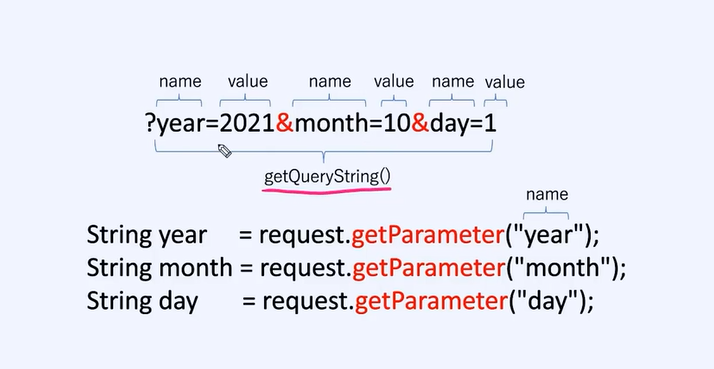 name value name value name value
?year=2021&month=10&day=1
getQueryString()
name
String year = request.getParameter("year");
String month = request.getParameter("month");
String day = request.getParameter("day");